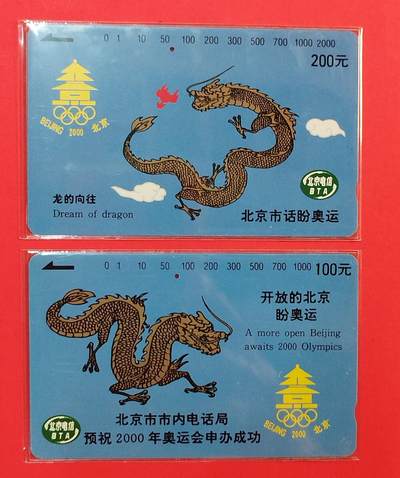 0 1 10 50 100 200 300 500 1000 2000
200元
BEIJING 2000 北京
龙的向往
Dream of dragon
北京市话盼奥运
北京电信
BTA
0 1 10 50 100 200 300 500 1000
100元
开放的北京
盼奥运
A more open Beijing
awaits 2000 Olympics
北京电信
BTA
北京市市内电话局
预祝2000年奥运会申办成功
BEIJING 2000 北京